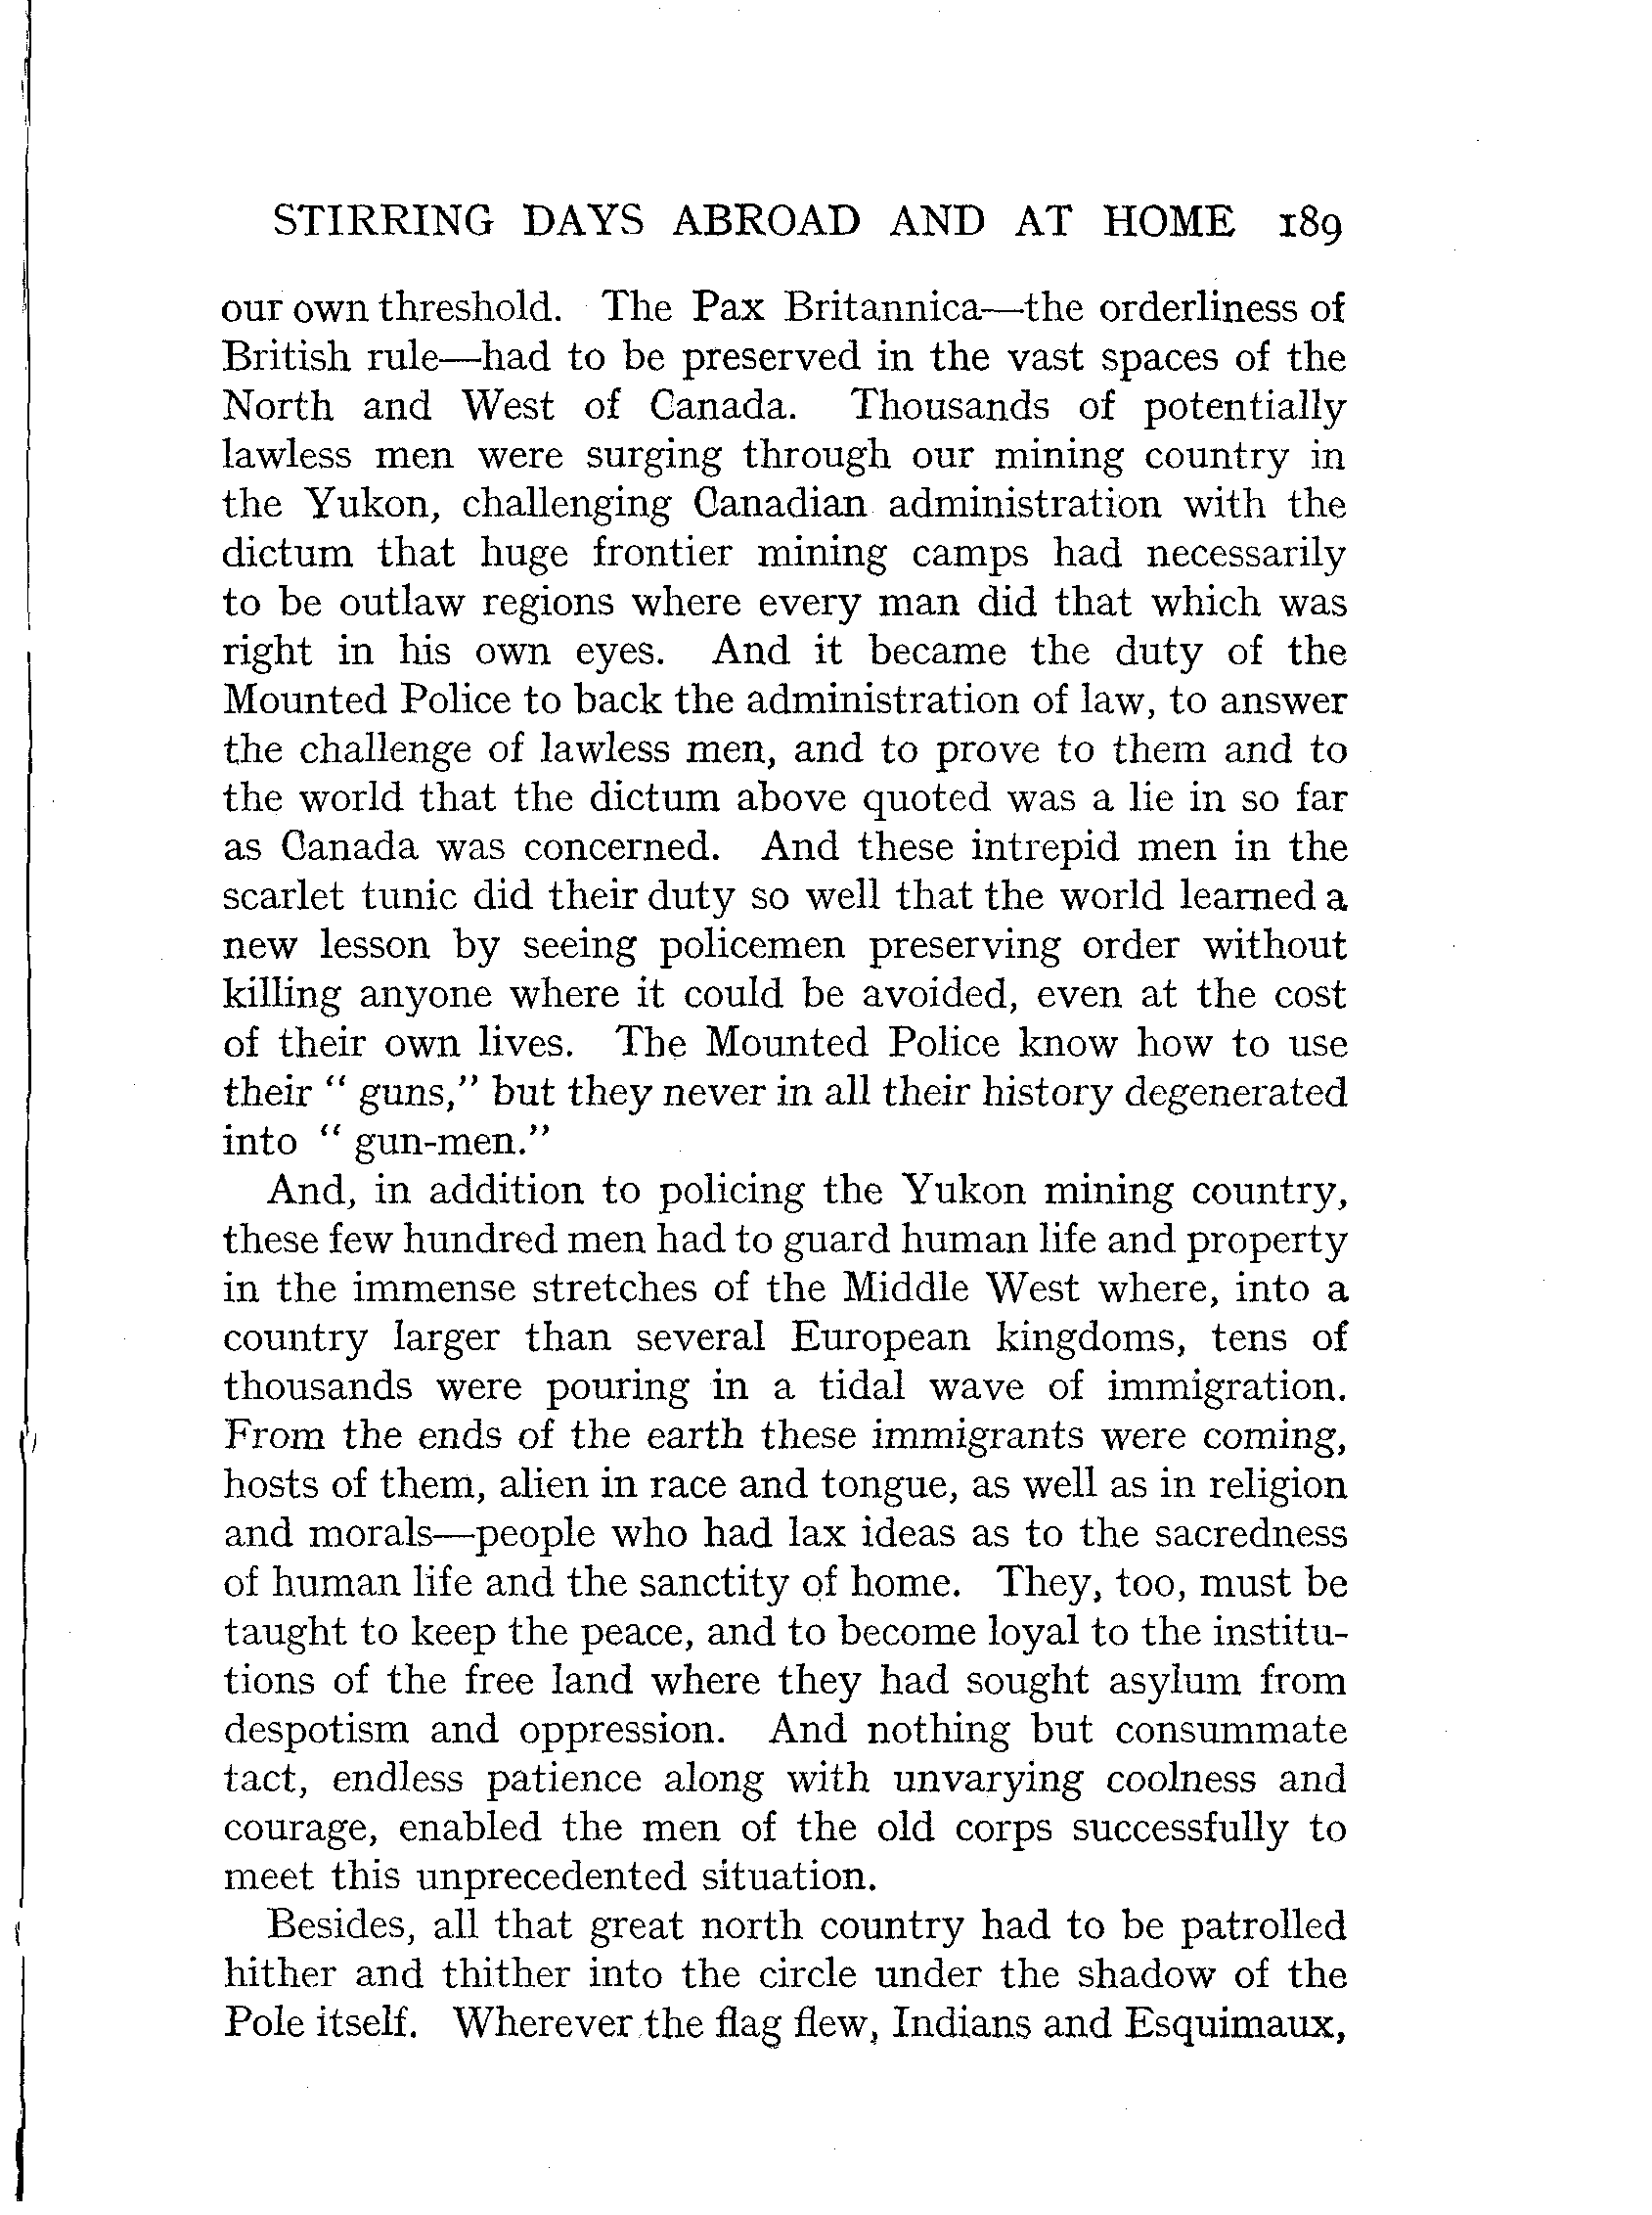 STIRRING DAYS ABROAD AND AT HOME 189
our own threshold. The Pax Britannica—the orderliness of
British rule—had to be preserved in the vast spaces of the
North and West of Canada. Thousands of potentially
lawless men were surging through our mining country in
the Yukon, challenging Canadian administration with the
dictum that huge frontier mining camps had necessarily
to be outlaw regions where every man did that which was
right in his own eyes. And it became the duty of the
Mounted Police to back the administration of law, to answer
the challenge of lawless men, and to prove to them and to
the world that the dictum above quoted was a lie in so far
as Canada was concerned. And these intrepid men in the
scarlet tunic did their duty so well that the world learned a
new lesson by seeing policemen preserving order without
killing anyone where it could be avoided, even at the cost
of their own lives. The Mounted Police know how to use
their “ guns,” but they never in all their history degenerated
into “ gun-men.”
And, in addition to policing the Yukon mining country,
these few hundred men had to guard human life and property
in the immense stretches of the Middle West where, into a
country larger than several European kingdoms, tens of
thousands were pouring in a tidal wave of immigration.
From the ends of the earth these immigrants were coming,
hosts of them, alien in race and tongue, as well as in religion
and morals—people who had lax ideas as to the sacredness
of human life and the sanctity of home. They, too, must be
taught to keep the peace, and to become loyal to the institu-
tions of the free land where they had sought asylum from
despotism and oppression. And nothing but consummate
tact, endless patience along with unvarying coolness and
courage, enabled the men of the old corps successfully to
meet this unprecedented situation.
Besides, all that great north country had to be patrolled
hither and thither into the circle under the shadow of the
Pole itself. Wherever the flag flew, Indians and Esquimaux,